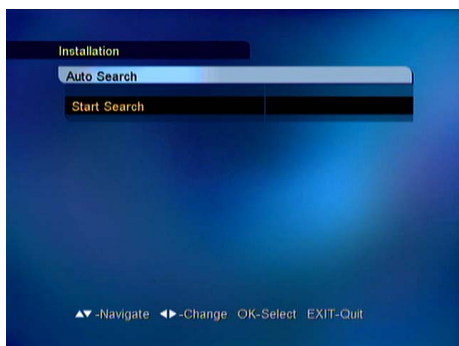 Installation
Auto Search
Start Search
▲▼ -Navigate ◄► -Change OK-Select EXIT-Quit